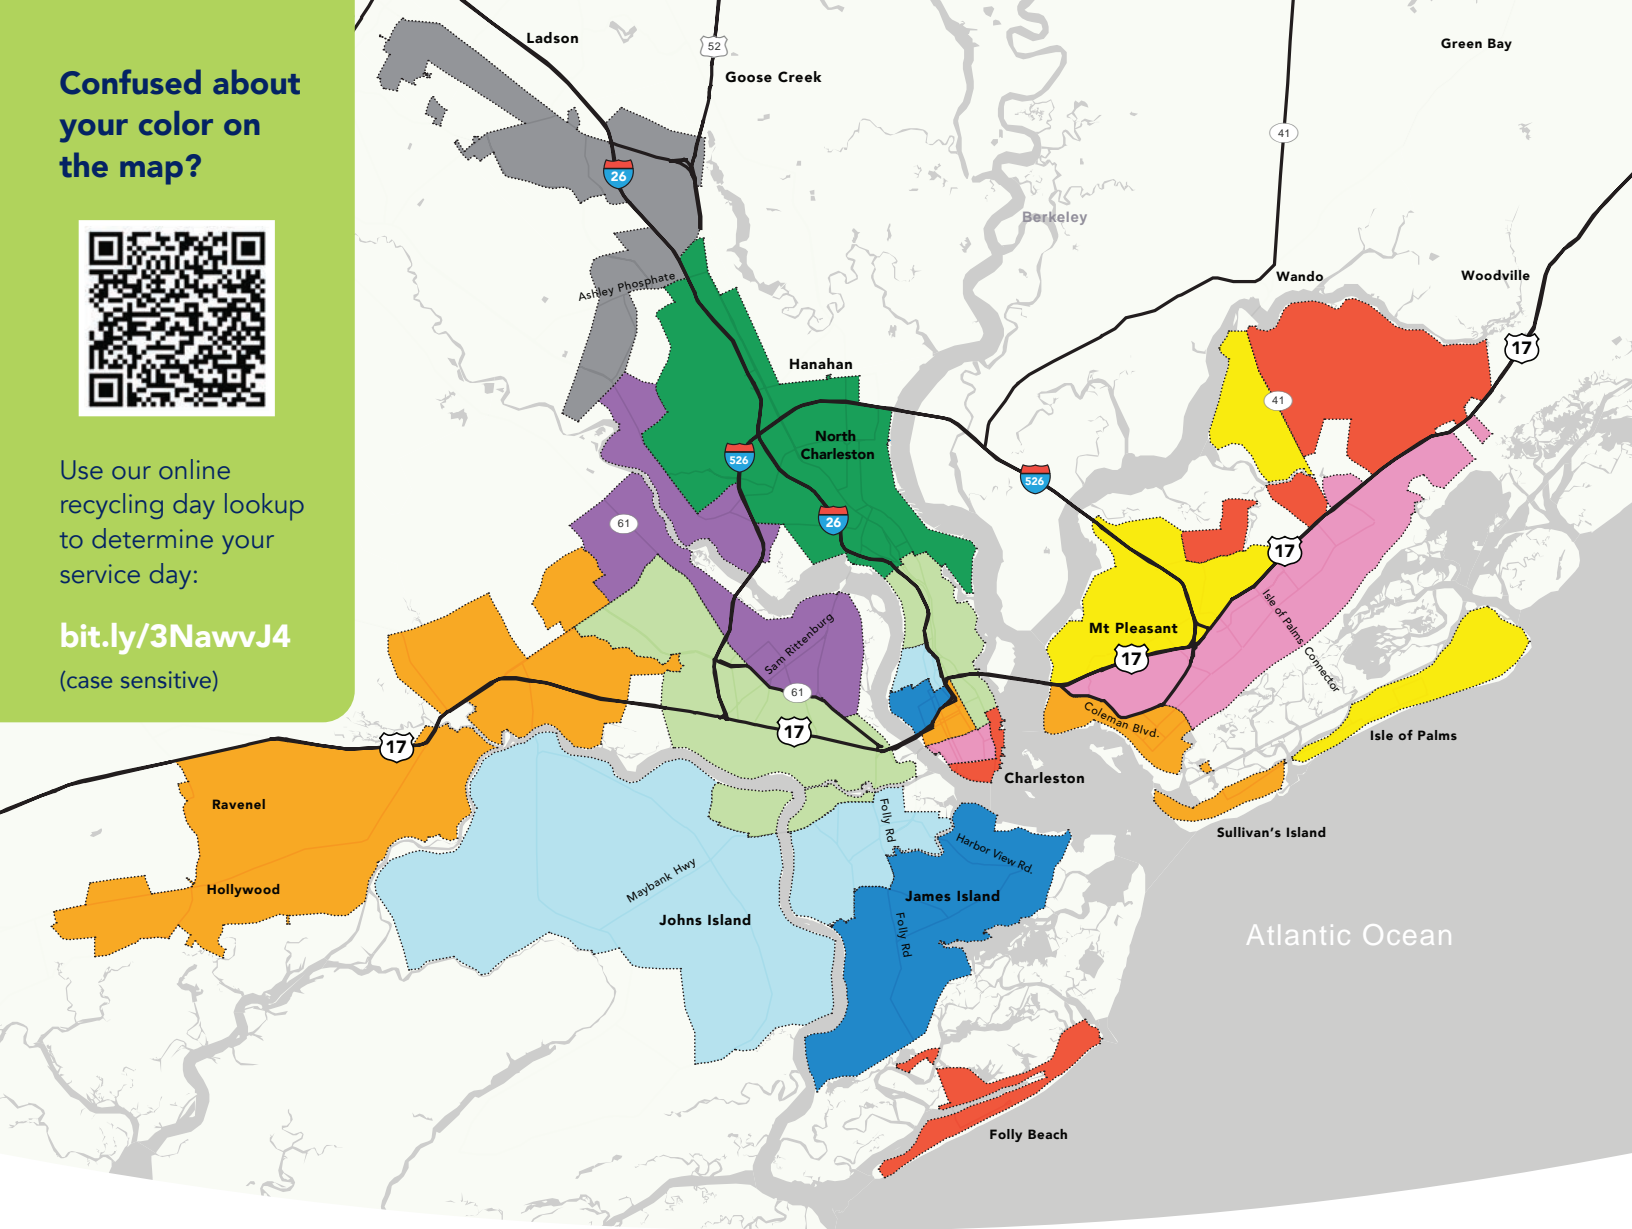 Confused about
your color on
the map?
Use our online
recycling day lookup
to determine your
service day:
bit.ly/3NawvJ4
(case sensitive)
Ladson
52
Goose Creek
Green Bay
41
26
Berkeley
Wando
Woodville
Ashley Phosphate
17
Hanahan
41
North
Charleston
526
526
26
61
17
Isle of Palms Connector
Mt Pleasant
17
Sam Rittenburg
61
17
17
Coleman Blvd.
Isle of Palms
Charleston
Ravenel
Sullivan's Island
Folly Rd
Harbor View Rd.
Maybank Hwy
Hollywood
James Island
Johns Island
Folly Rd
Atlantic Ocean
Folly Beach